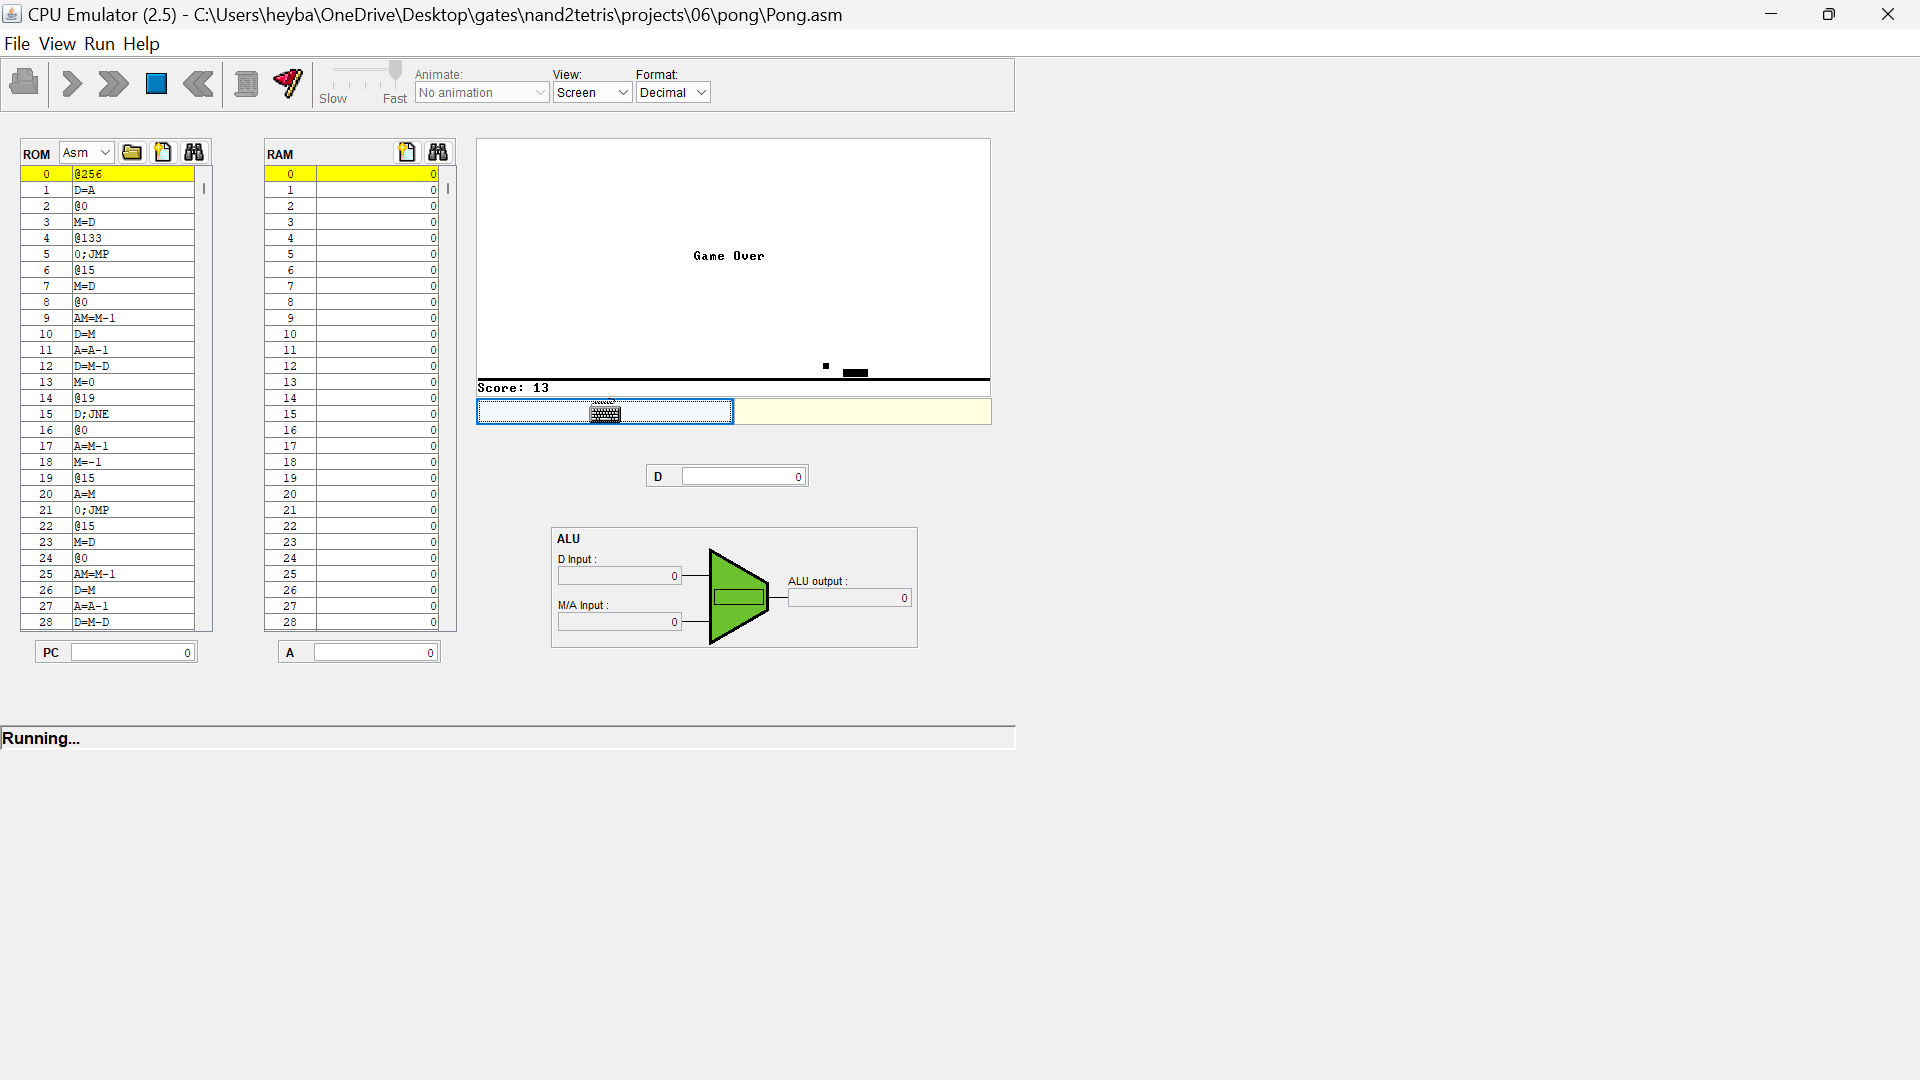 CPU Emulator (2.5) - C:\Users\heyba\OneDrive\Desktop\gates\nand2tetris\projects\06\pong\Pong.asm
File View Run Help
Slow Fast
Animate:
No animation
View:
Screen
Format:
Decimal
ROM Asm
0 @256
1 D=A
2 @0
3 M=D
4 @133
5 0;JMP
6 @15
7 M=D
8 @0
9 AM=M-1
10 D=M
11 A=A-1
12 D=M-D
13 M=0
14 @19
15 D;JNE
16 @0
17 A=M-1
18 M=-1
19 @15
20 A=M
21 0;JMP
22 @15
23 M=D
24 @0
25 AM=M-1
26 D=M
27 A=A-1
28 D=M-D
PC 0
RAM
0 0
1 0
2 0
3 0
4 0
5 0
6 0
7 0
8 0
9 0
10 0
11 0
12 0
13 0
14 0
15 0
16 0
17 0
18 0
19 0
20 0
21 0
22 0
23 0
24 0
25 0
26 0
27 0
28 0
A 0
Game Over
Score: 13
D 0
ALU
D Input :
0
M/A Input :
0
ALU output :
0
Running...